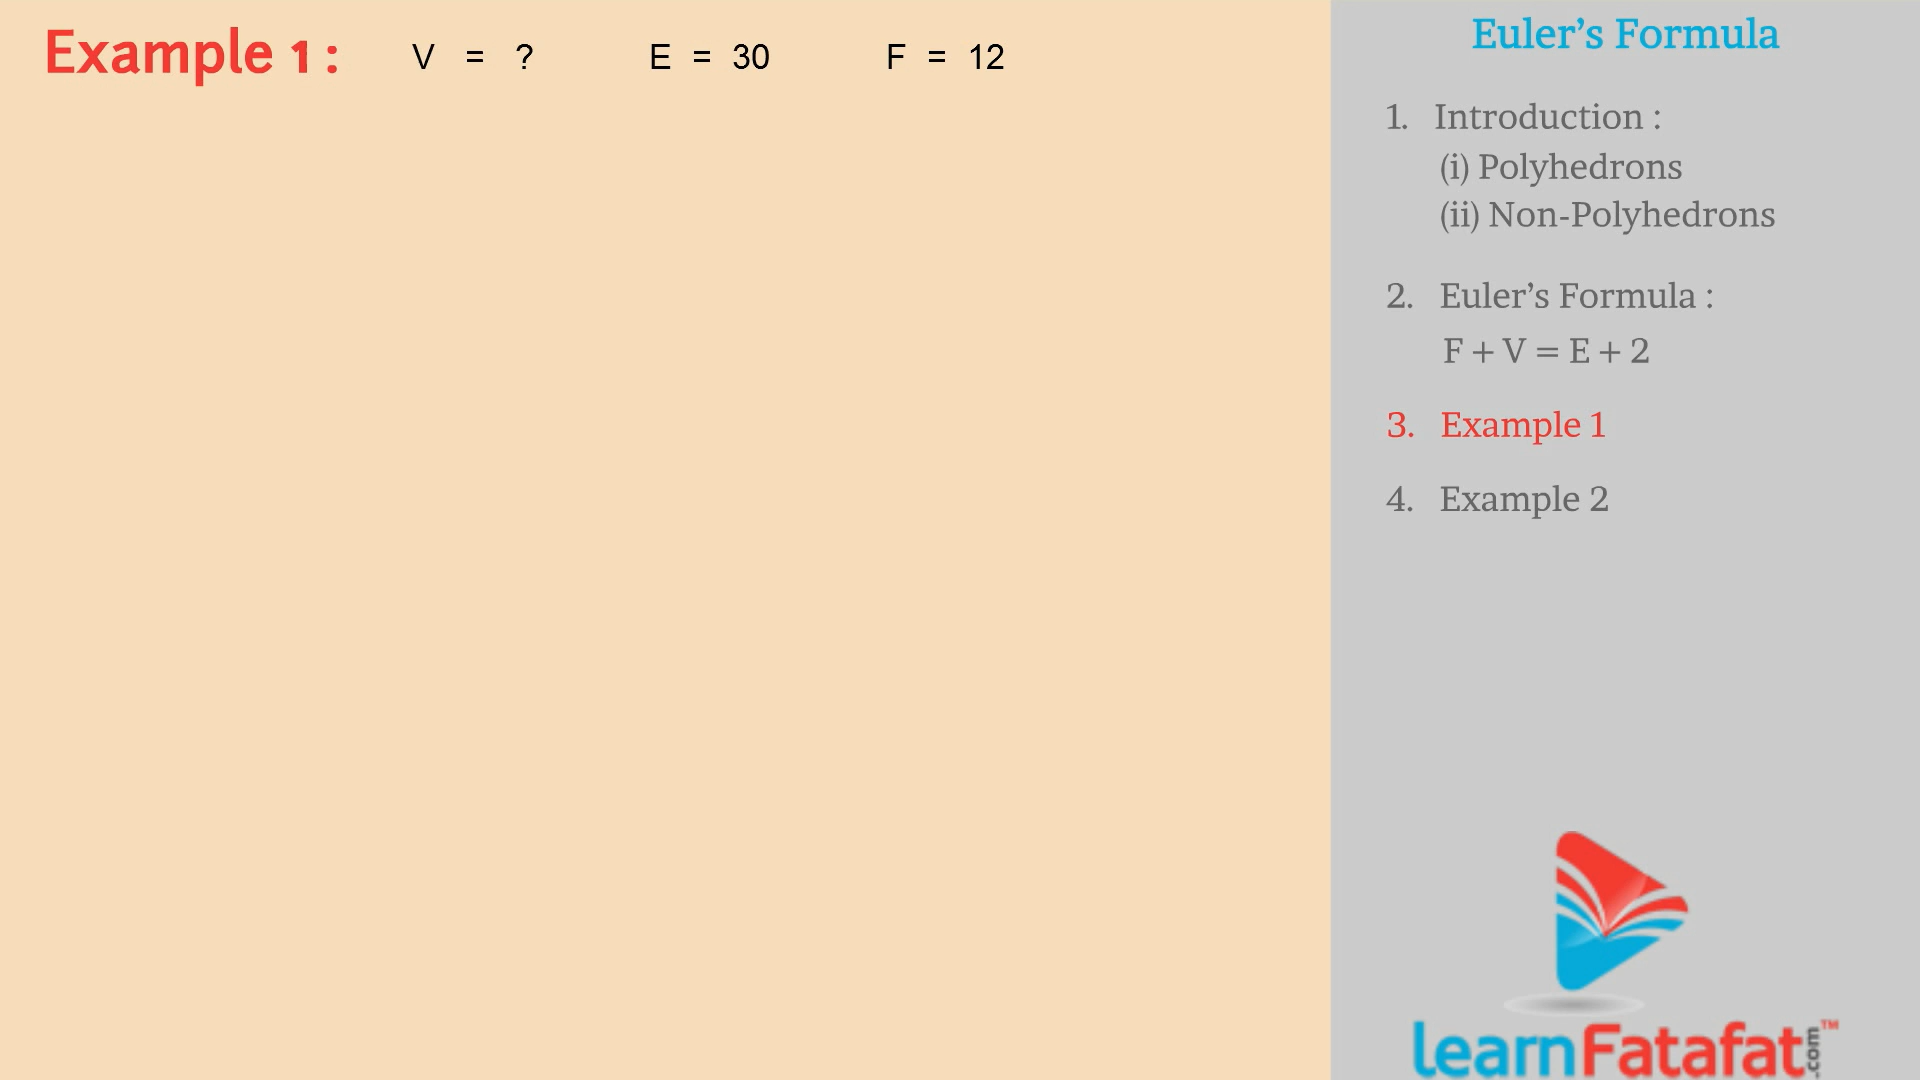 Example 1 : V = ? E = 30 F = 12
Euler’s Formula
1. Introduction :
(i) Polyhedrons
(ii) Non-Polyhedrons
2. Euler’s Formula :
F + V = E + 2
3. Example 1
4. Example 2
learnFatafat.com™